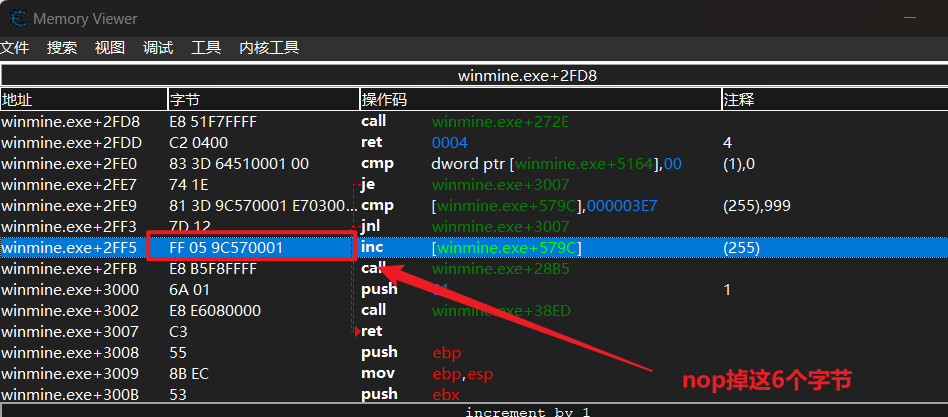 Memory Viewer
文件 搜索 视图 调试 工具 内核工具
winmine.exe+2FD8
地址 字节 操作码 注释
winmine.exe+2FD8 E8 51F7FFFF call winmine.exe+272E
winmine.exe+2FDD C2 0400 ret 0004 4
winmine.exe+2FE0 83 3D 64510001 00 cmp dword ptr [winmine.exe+5164],00 (1),0
winmine.exe+2FE7 74 1E je winmine.exe+3007
winmine.exe+2FE9 81 3D 9C570001 E70300... cmp [winmine.exe+579C],000003E7 (255),999
winmine.exe+2FF3 7D 12 jnl winmine.exe+3007
winmine.exe+2FF5 FF 05 9C570001 inc [winmine.exe+579C] (255)
winmine.exe+2FFB E8 B5F8FFFF call winmine.exe+28B5
winmine.exe+3000 6A 01 push 1
winmine.exe+3002 E8 E6080000 call winmine.exe+38ED
winmine.exe+3007 C3 ret
winmine.exe+3008 55 push ebp
winmine.exe+3009 8B EC mov ebp,esp
winmine.exe+300B 53 push ebx
nop掉这6个字节
increment by 1